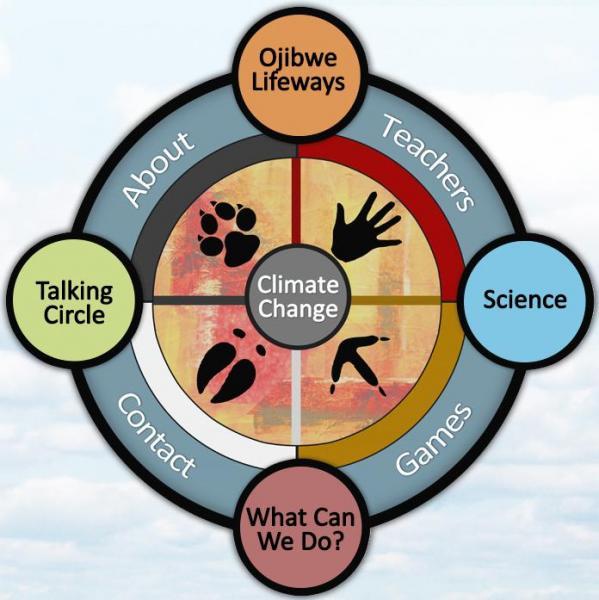 Ojibwe
Lifeways
About
Teachers
Talking
Circle
Climate
Change
Science
Contact
Games
What Can
We Do?